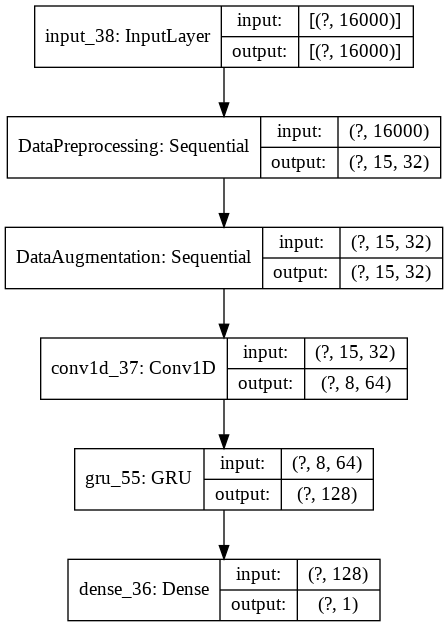 input_38: InputLayer
input: [(?, 16000)]
output: [(?, 16000)]
DataPreprocessing: Sequential
input: (?, 16000)
output: (?, 15, 32)
DataAugmentation: Sequential
input: (?, 15, 32)
output: (?, 15, 32)
conv1d_37: Conv1D
input: (?, 15, 32)
output: (?, 8, 64)
gru_55: GRU
input: (?, 8, 64)
output: (?, 128)
dense_36: Dense
input: (?, 128)
output: (?, 1)